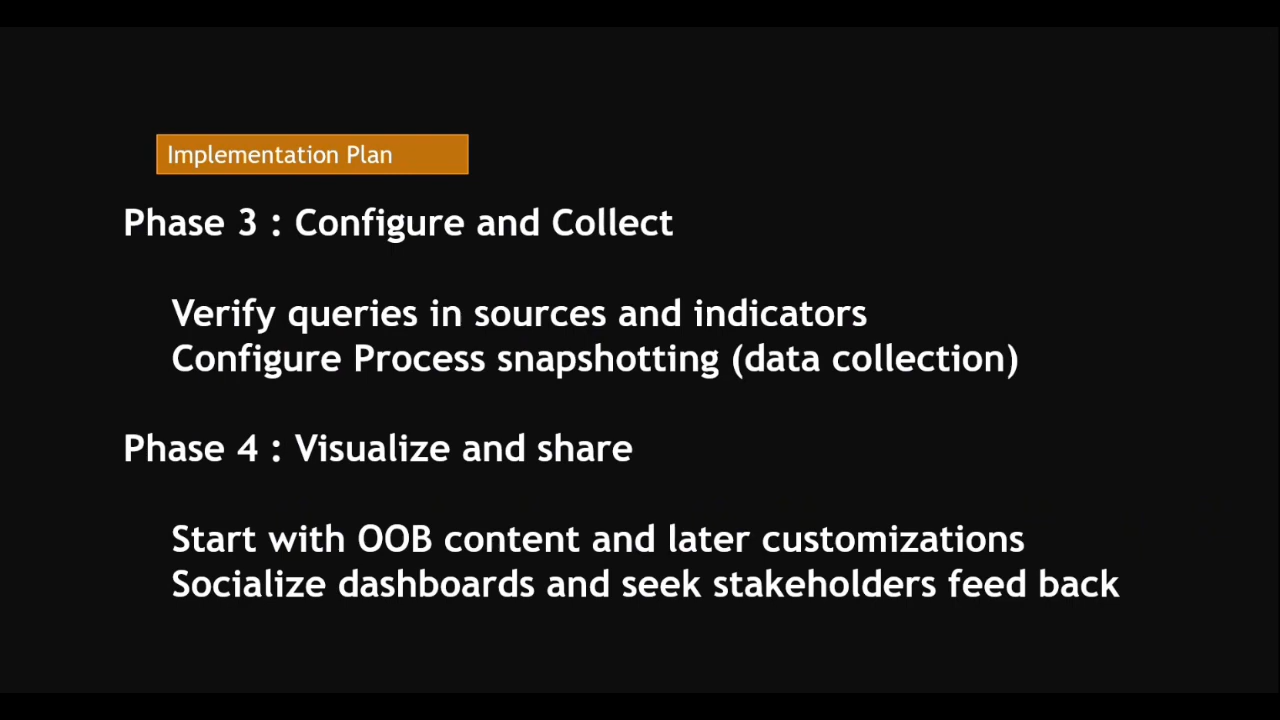 Implementation Plan
Phase 3 : Configure and Collect
Verify queries in sources and indicators
Configure Process snapshotting (data collection)
Phase 4 : Visualize and share
Start with OOB content and later customizations
Socialize dashboards and seek stakeholders feed back